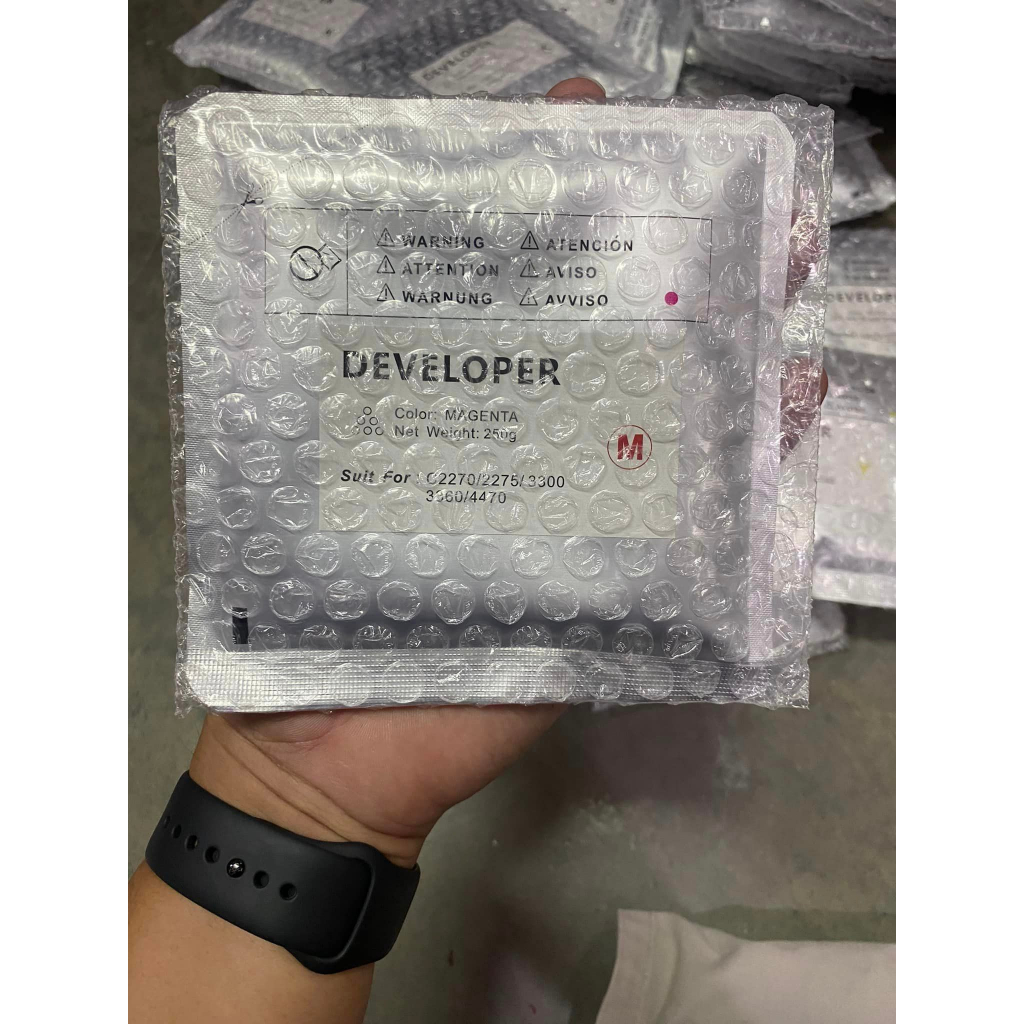 WARNING ATENCIÓN
ATTENTION AVISO
WARNUNG AVVISO
DEVELOPER
Color: MAGENTA
Net Weight: 250g
M
Suit For : C2270/2275/3300
3360/4470
DEVELOPER